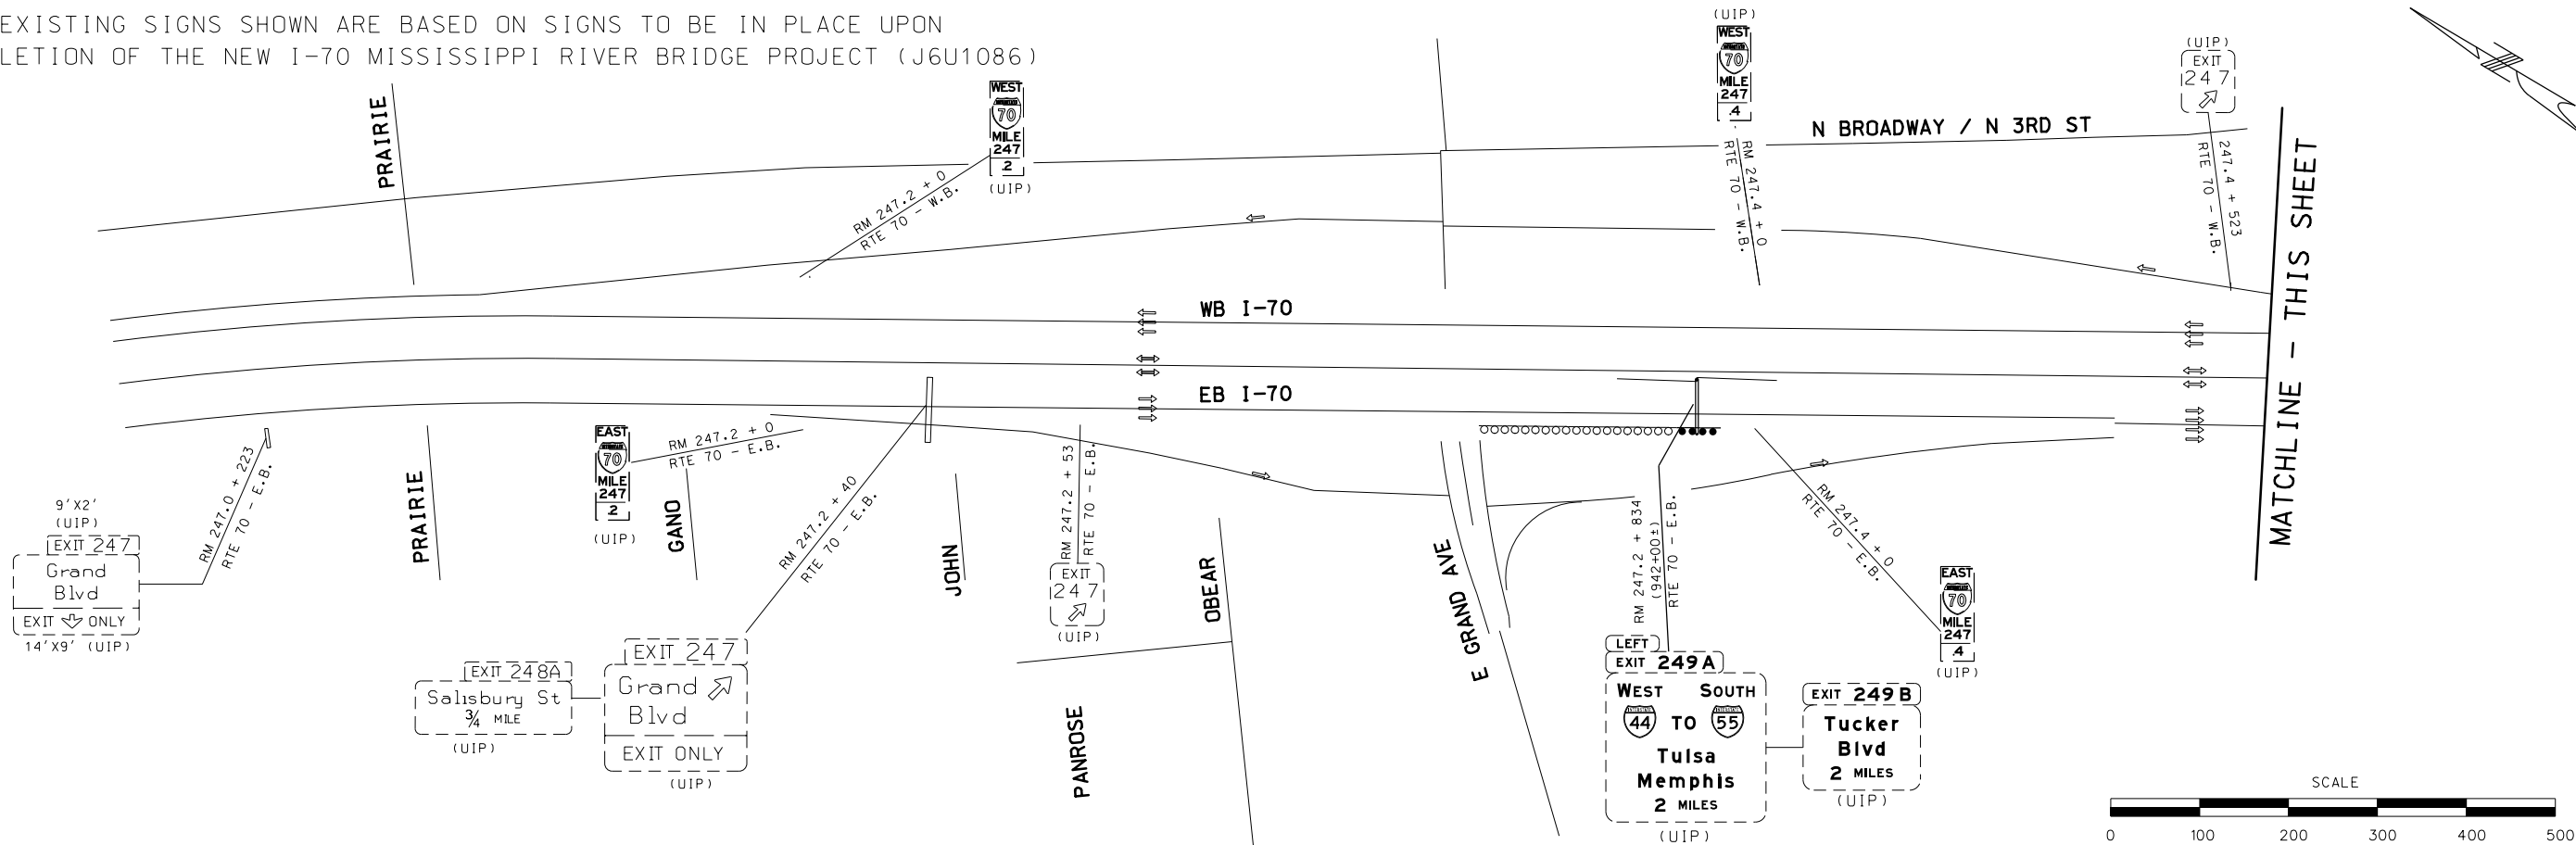 EXISTING SIGNS SHOWN ARE BASED ON SIGNS TO BE IN PLACE UPON
LETION OF THE NEW I-70 MISSISSIPPI RIVER BRIDGE PROJECT (J6U1086)
(UIP)
WEST
INTERSTATE
70
MILE
247
.4
(UIP)
EXIT
247
WEST
INTERSTATE
70
MILE
247
.2
(UIP)
PRAIRIE
N BROADWAY / N 3RD ST
RM 247.2 + 0
RTE 70 - W.B.
RM 247.4 + 0
RTE 70 - W.B.
247.4 + 523
RTE 70 - W.B.
MATCHLINE - THIS SHEET
WB I-70
EB I-70
9'X2'
(UIP)
EXIT 247
Grand
Blvd
EXIT ONLY
14'X9' (UIP)
RM 247.0 + 223
RTE 70 - E.B.
PRAIRIE
EAST
INTERSTATE
70
MILE
247
.2
(UIP)
RM 247.2 + 0
RTE 70 - E.B.
GANO
RM 247.2 + 40
RTE 70 - E.B.
JOHN
EXIT 248A
Salisbury St
3/4 MILE
(UIP)
EXIT 247
Grand
Blvd
EXIT ONLY
(UIP)
RM 247.2 + 53
RTE 70 - E.B.
EXIT
247
(UIP)
OBEAR
PANROSE
E GRAND AVE
RM 247.2 + 834
(942+00±)
RTE 70 - E.B.
LEFT
EXIT 249A
WEST SOUTH
INTERSTATE INTERSTATE
44 TO 55
Tulsa
Memphis
2 MILES
(UIP)
EXIT 249B
Tucker
Blvd
2 MILES
(UIP)
RM 247.4 + 0
RTE 70 - E.B.
EAST
INTERSTATE
70
MILE
247
.4
(UIP)
SCALE
0 100 200 300 400 500